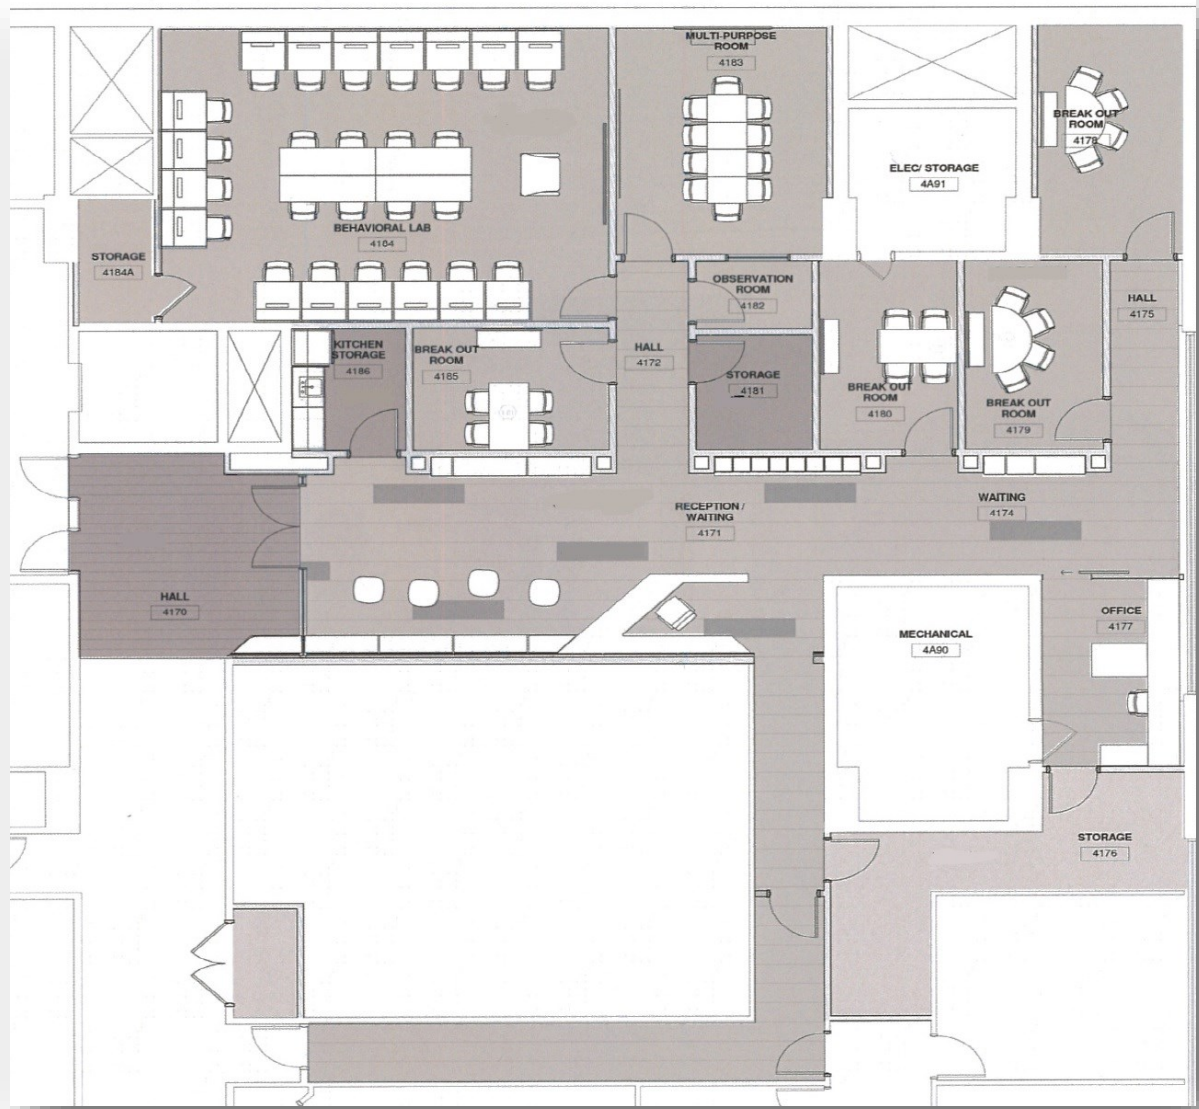 MULTI-PURPOSE
ROOM
4183
BREAK OUT
ROOM
4178
ELEC/ STORAGE
4A91
BEHAVIORAL LAB
4184
STORAGE
4184A
OBSERVATION
ROOM
4182
HALL
4175
KITCHEN
STORAGE
4186
BREAK OUT
ROOM
4185
HALL
4172
STORAGE
4181
BREAK OUT
ROOM
4180
BREAK OUT
ROOM
4179
RECEPTION /
WAITING
4171
WAITING
4174
HALL
4170
MECHANICAL
4A90
OFFICE
4177
STORAGE
4176